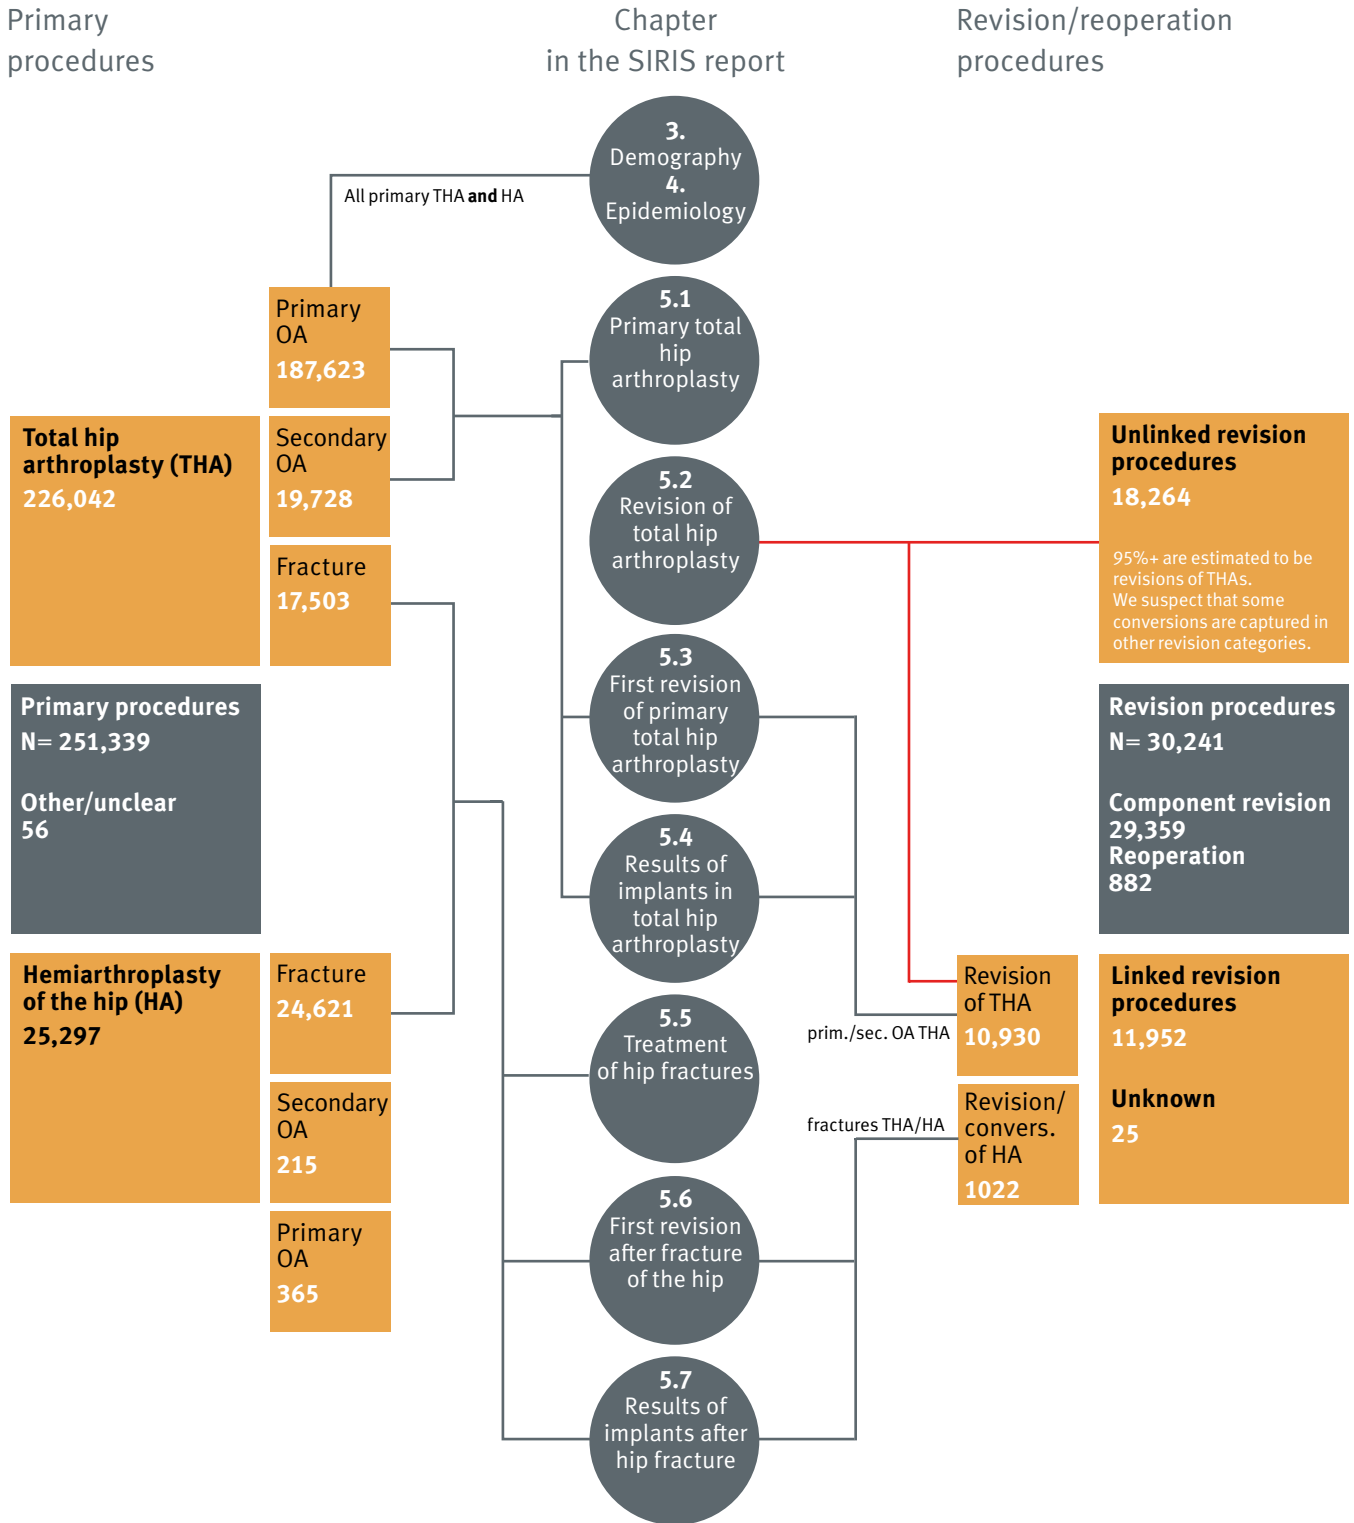 Primary
procedures
Chapter
in the SIRIS report
Revision/reoperation
procedures
3.
Demography
4.
Epidemiology
All primary THA and HA
5.1
Primary total
hip
arthroplasty
Primary
OA
187,623
Total hip
arthroplasty (THA)
226,042
Secondary
OA
19,728
Fracture
17,503
5.2
Revision of
total hip
arthroplasty
Unlinked revision
procedures
18,264
95%+ are estimated to be
revisions of THAs.
We suspect that some
conversions are captured in
other revision categories.
5.3
First revision
of primary
total hip
arthroplasty
Primary procedures
N= 251,339
Other/unclear
56
Revision procedures
N= 30,241
Component revision
29,359
Reoperation
882
5.4
Results of
implants in
total hip
arthroplasty
Hemiarthroplasty
of the hip (HA)
25,297
Fracture
24,621
Secondary
OA
215
Primary
OA
365
5.5
Treatment
of hip fractures
prim./sec. OA THA
Revision
of THA
10,930
Linked revision
procedures
11,952
Unknown
25
fractures THA/HA
Revision/
convers.
of HA
1022
5.6
First revision
after fracture
of the hip
5.7
Results of
implants after
hip fracture